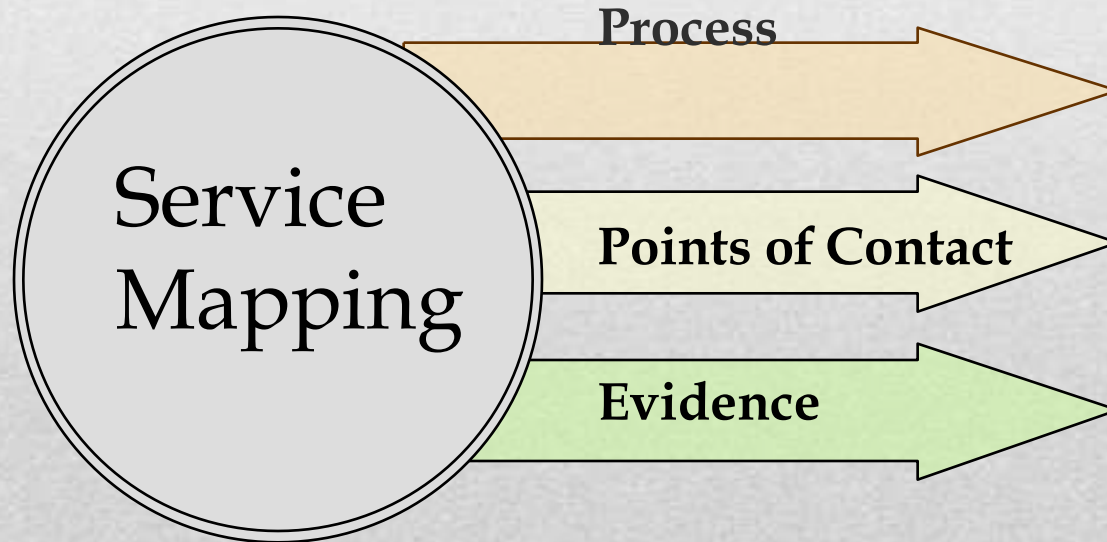 Process
Service
Mapping
Points of Contact
Evidence